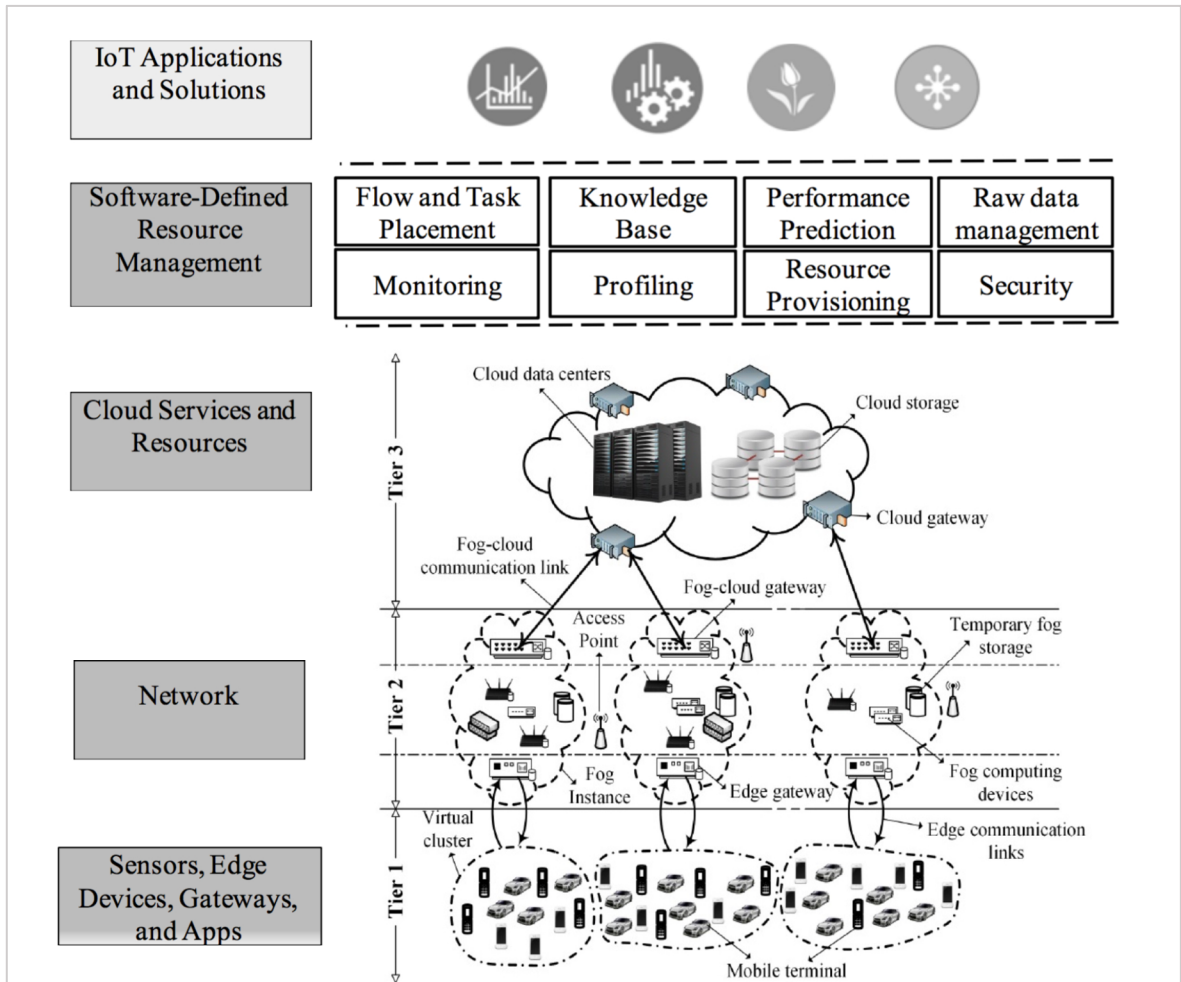 IoT Applications
and Solutions
Software-Defined
Resource
Management
Flow and Task
Placement
Knowledge
Base
Performance
Prediction
Raw data
management
Monitoring
Profiling
Resource
Provisioning
Security
Cloud Services and
Resources
Tier 3
Cloud data centers
Cloud storage
Cloud gateway
Fog-cloud
communication link
Fog-cloud gateway
Access
Point
Temporary fog
storage
Network
Tier 2
Fog
Instance
Edge gateway
Fog computing
devices
Virtual
cluster
Edge communication
links
Sensors, Edge
Devices, Gateways,
and Apps
Tier 1
Mobile terminal